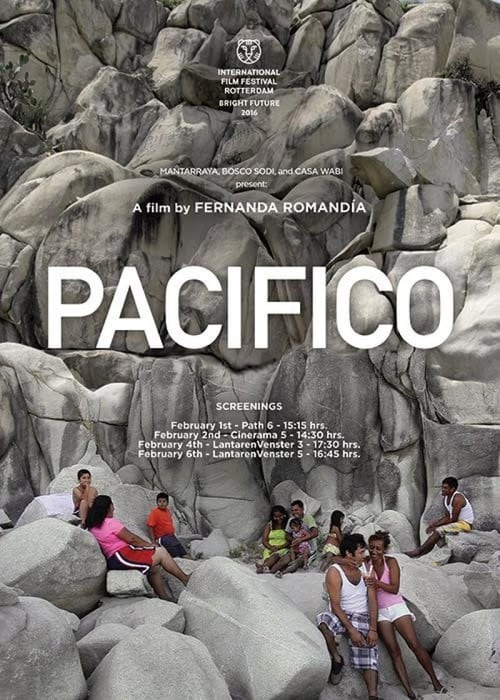 INTERNATIONAL
FILM FESTIVAL
ROTTERDAM
BRIGHT FUTURE
2016
MANTARRAYA, BOSCO SODI, and CASA WABI
present:
A film by FERNANDA ROMANDÍA
PACIFICO
SCREENINGS
February 1st - Path 6 - 15:15 hrs.
February 2nd - Cinerama 5 - 14:30 hrs.
February 4th - LantarenVenster 3 - 17:30 hrs.
February 6th - LantarenVenster 5 - 16:45 hrs.